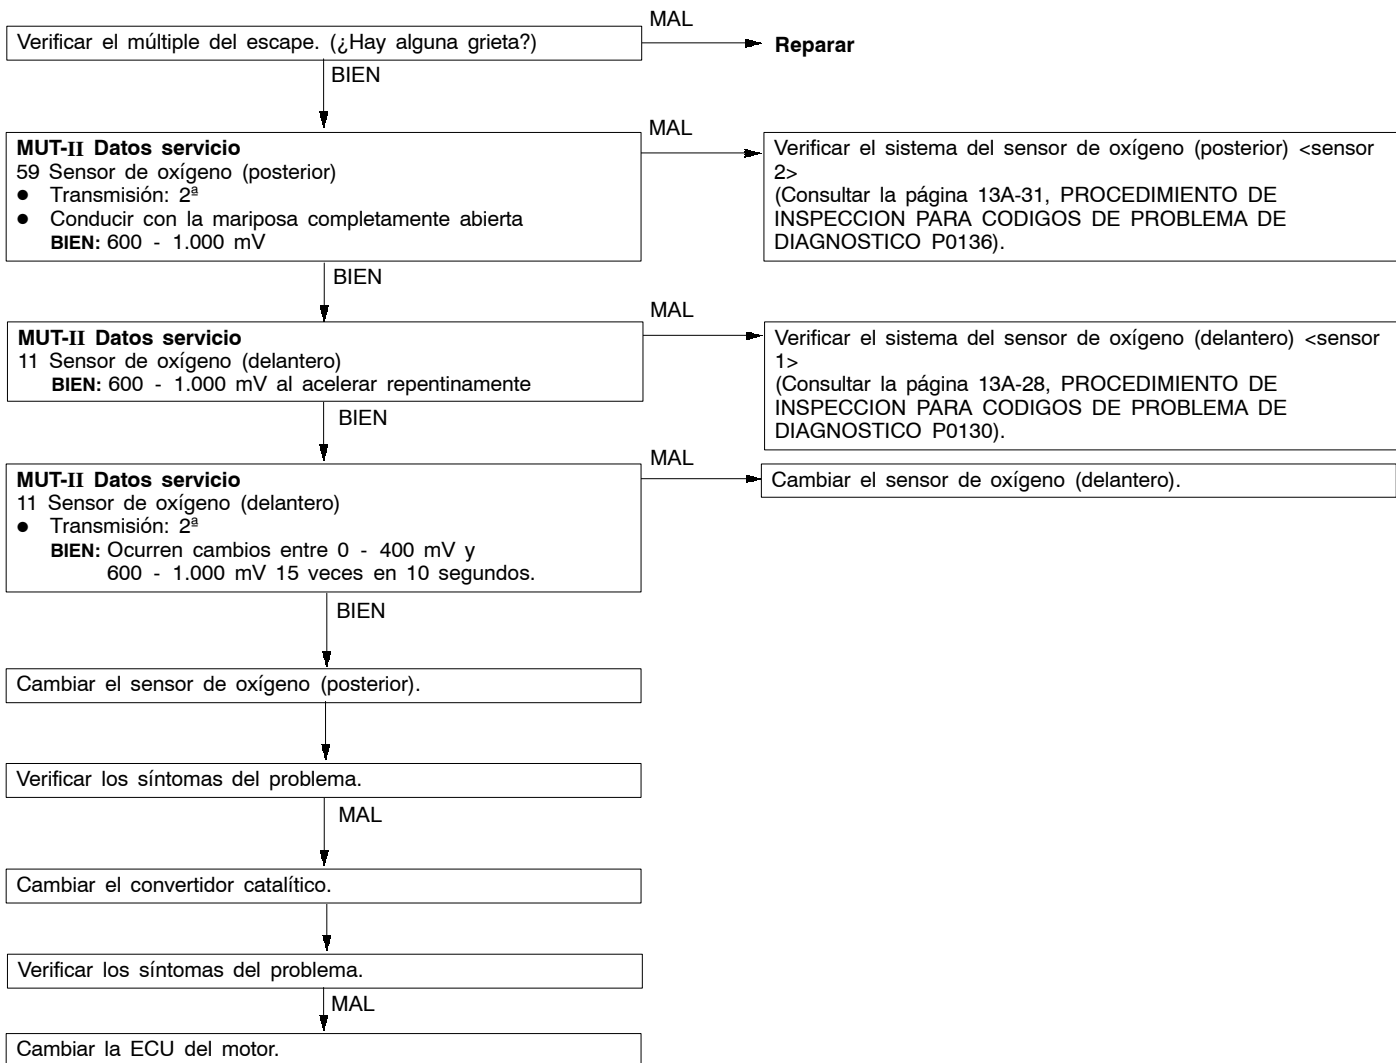 MAL
Verificar el múltiple del escape. (¿Hay alguna grieta?)
Reparar
BIEN
MUT-II Datos servicio
59 Sensor de oxígeno (posterior)
● Transmisión: 2ª
● Conducir con la mariposa completamente abierta
BIEN: 600 - 1.000 mV
MAL
Verificar el sistema del sensor de oxígeno (posterior) <sensor
2>
(Consultar la página 13A-31, PROCEDIMIENTO DE
INSPECCION PARA CODIGOS DE PROBLEMA DE
DIAGNOSTICO P0136).
BIEN
MUT-II Datos servicio
11 Sensor de oxígeno (delantero)
BIEN: 600 - 1.000 mV al acelerar repentinamente
MAL
Verificar el sistema del sensor de oxígeno (delantero) <sensor
1>
(Consultar la página 13A-28, PROCEDIMIENTO DE
INSPECCION PARA CODIGOS DE PROBLEMA DE
DIAGNOSTICO P0130).
BIEN
MUT-II Datos servicio
11 Sensor de oxígeno (delantero)
● Transmisión: 2ª
BIEN: Ocurren cambios entre 0 - 400 mV y
600 - 1.000 mV 15 veces en 10 segundos.
MAL
Cambiar el sensor de oxígeno (delantero).
BIEN
Cambiar el sensor de oxígeno (posterior).
Verificar los síntomas del problema.
MAL
Cambiar el convertidor catalítico.
Verificar los síntomas del problema.
MAL
Cambiar la ECU del motor.